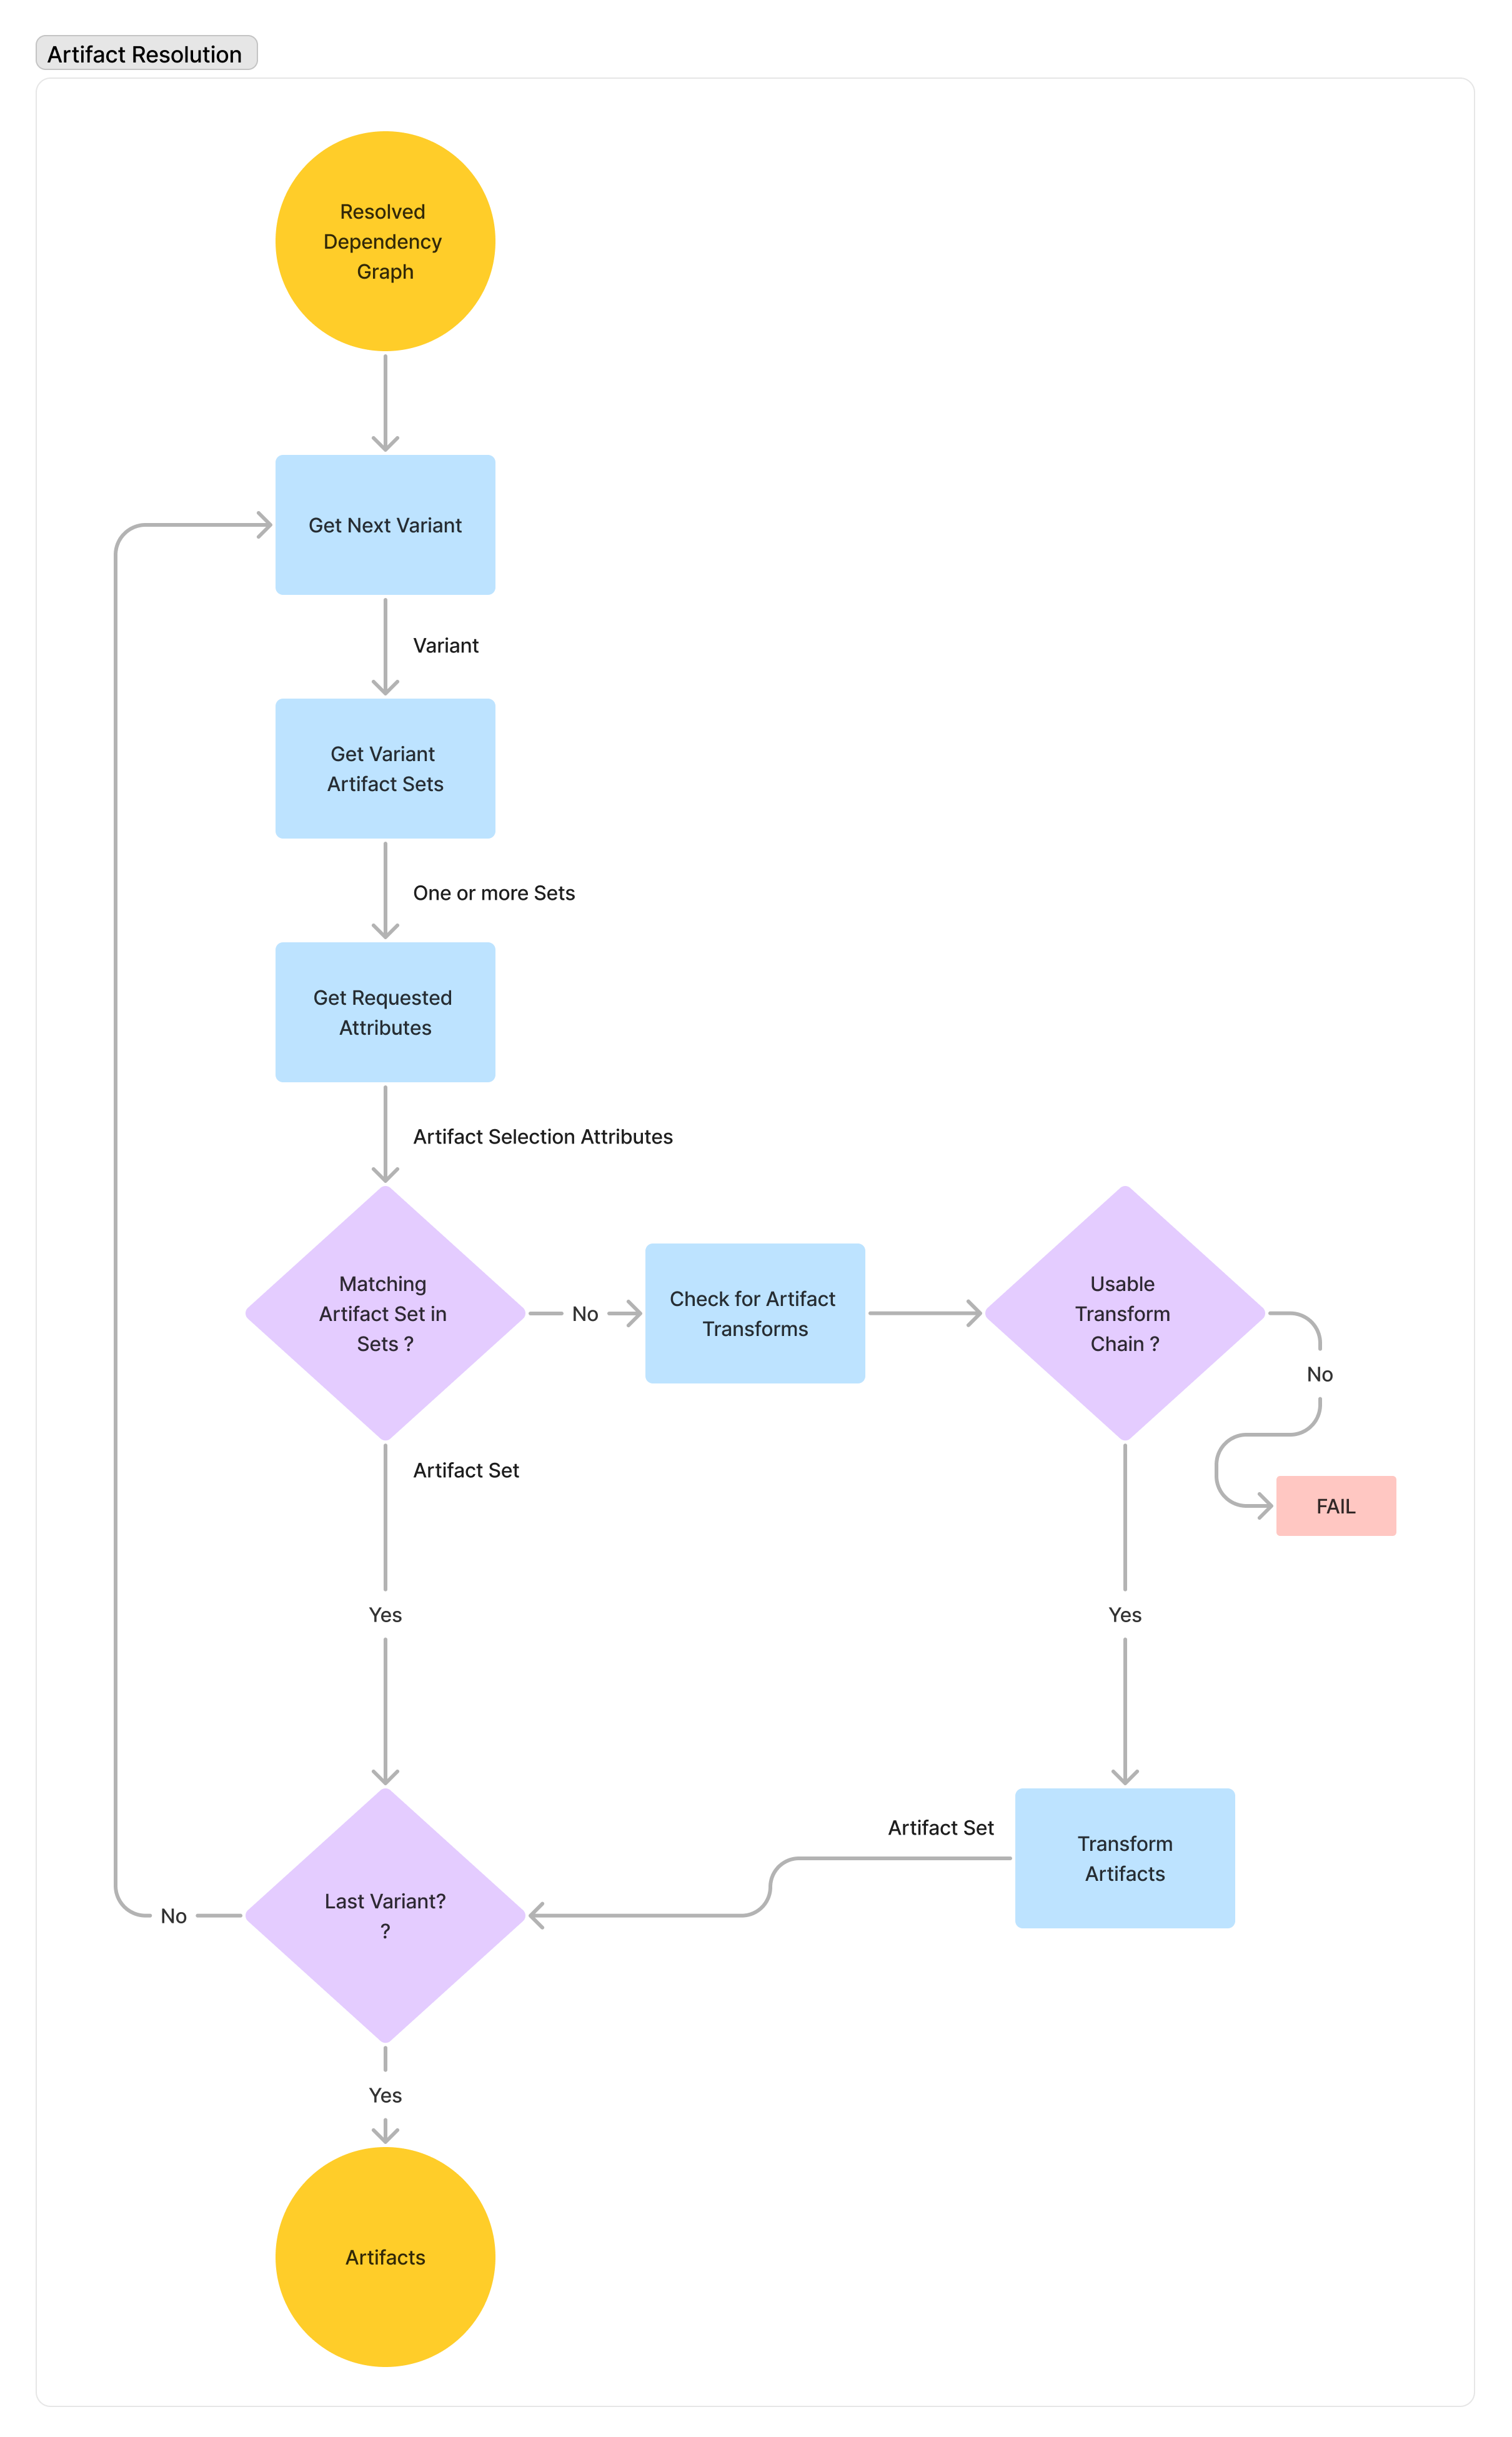 Artifact Resolution
Resolved
Dependency
Graph
Get Next Variant
Variant
Get Variant
Artifact Sets
One or more Sets
Get Requested
Attributes
Artifact Selection Attributes
Matching
Artifact Set in
Sets ?
No
Check for Artifact
Transforms
Usable
Transform
Chain ?
No
FAIL
Artifact Set
Yes
Yes
Artifact Set
Transform
Artifacts
Last Variant?
?
No
Yes
Artifacts